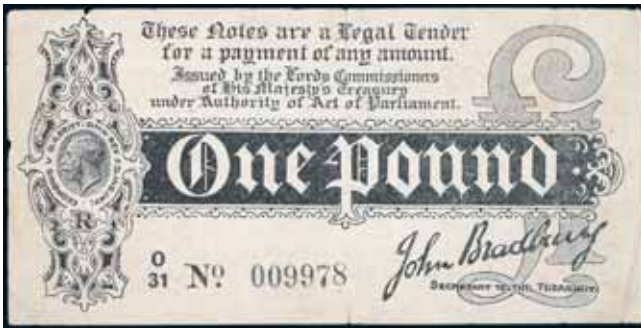 These Notes are a Legal Tender
for a payment of any amount.
Issued by the Lords Commissioners
of His Majesty's Treasury
under Authority of Act of Parliament.
G
One Pound
R
O
31 Nº 009978
John Bradbury
SECRETARY TO THE TREASURY.
£1